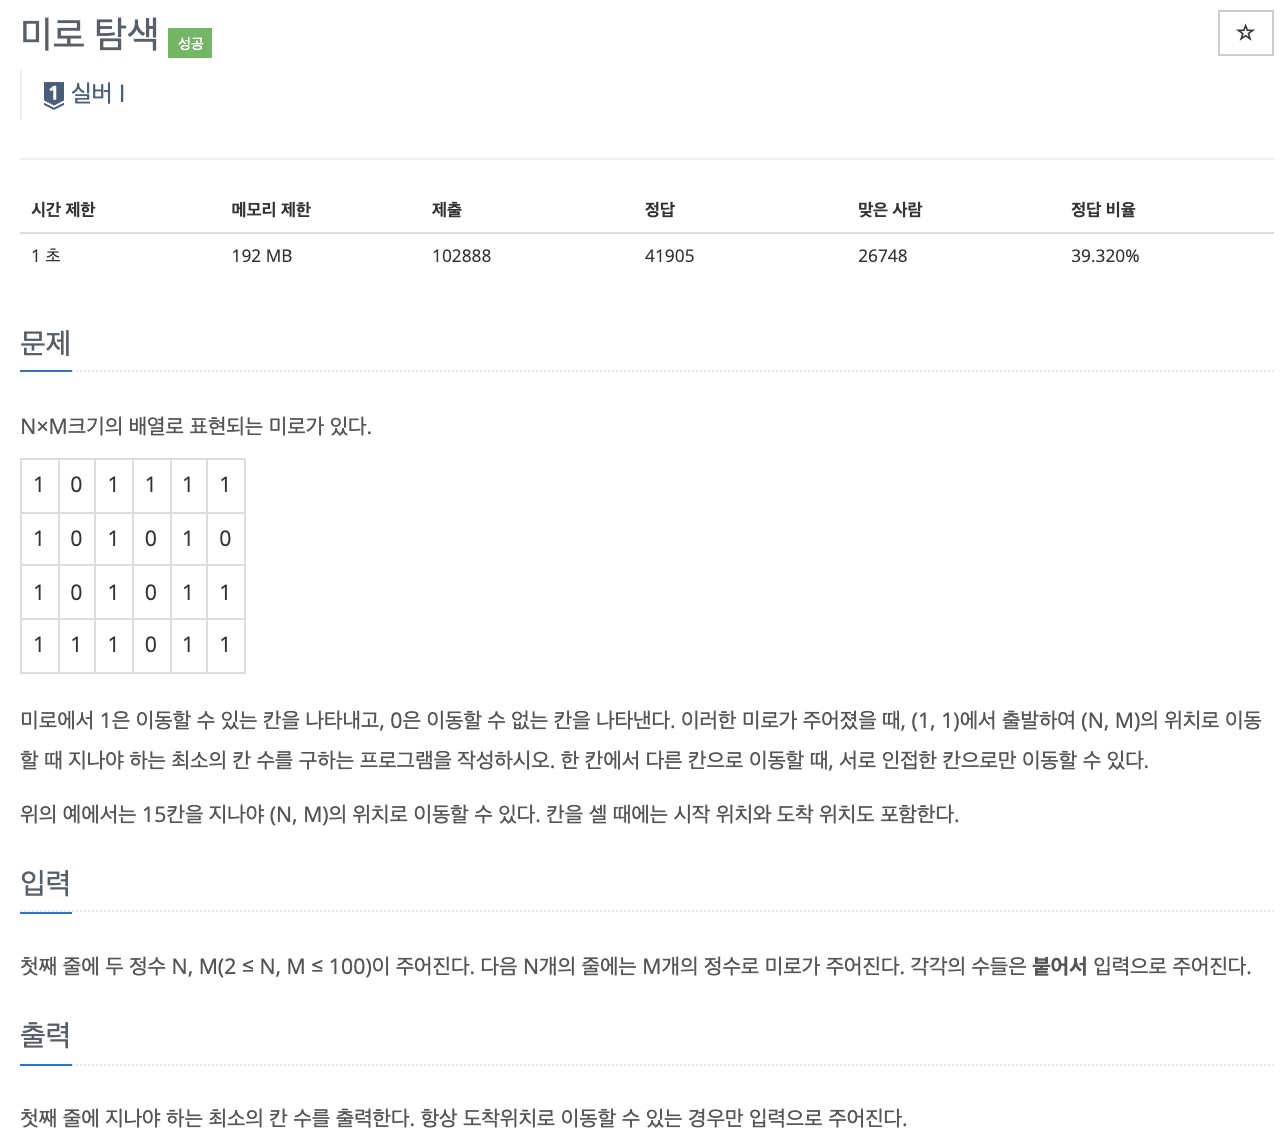 미로 탐색 성공
☆
1 실버 I
시간 제한 메모리 제한 제출 정답 맞은 사람 정답 비율
1 초 192 MB 102888 41905 26748 39.320%
문제
N×M크기의 배열로 표현되는 미로가 있다.
1 0 1 1 1 1
1 0 1 0 1 0
1 0 1 0 1 1
1 1 1 0 1 1
미로에서 1은 이동할 수 있는 칸을 나타내고, 0은 이동할 수 없는 칸을 나타낸다. 이러한 미로가 주어졌을 때, (1, 1)에서 출발하여 (N, M)의 위치로 이동
할 때 지나야 하는 최소의 칸 수를 구하는 프로그램을 작성하시오. 한 칸에서 다른 칸으로 이동할 때, 서로 인접한 칸으로만 이동할 수 있다.
위의 예에서는 15칸을 지나야 (N, M)의 위치로 이동할 수 있다. 칸을 셀 때에는 시작 위치와 도착 위치도 포함한다.
입력
첫째 줄에 두 정수 N, M(2 ≤ N, M ≤ 100)이 주어진다. 다음 N개의 줄에는 M개의 정수로 미로가 주어진다. 각각의 수들은 붙어서 입력으로 주어진다.
출력
첫째 줄에 지나야 하는 최소의 칸 수를 출력한다. 항상 도착위치로 이동할 수 있는 경우만 입력으로 주어진다.